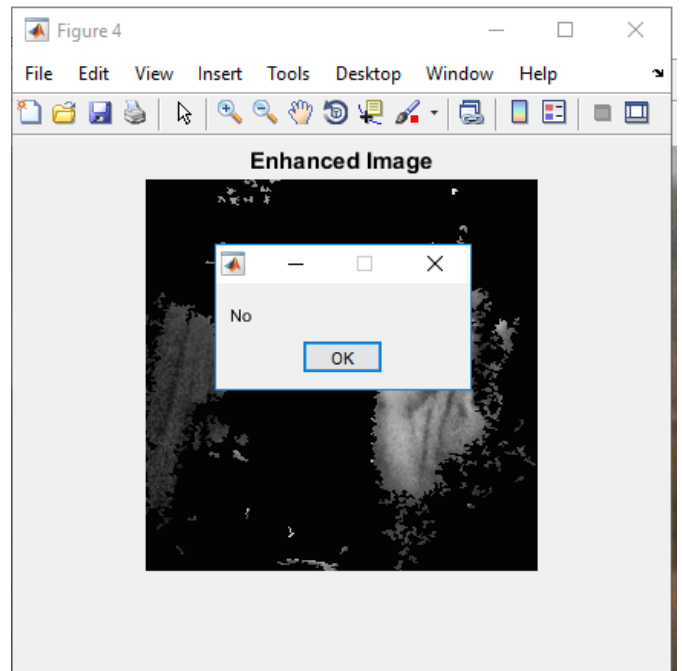 Figure 4
File Edit View Insert Tools Desktop Window Help
Enhanced Image
No
OK